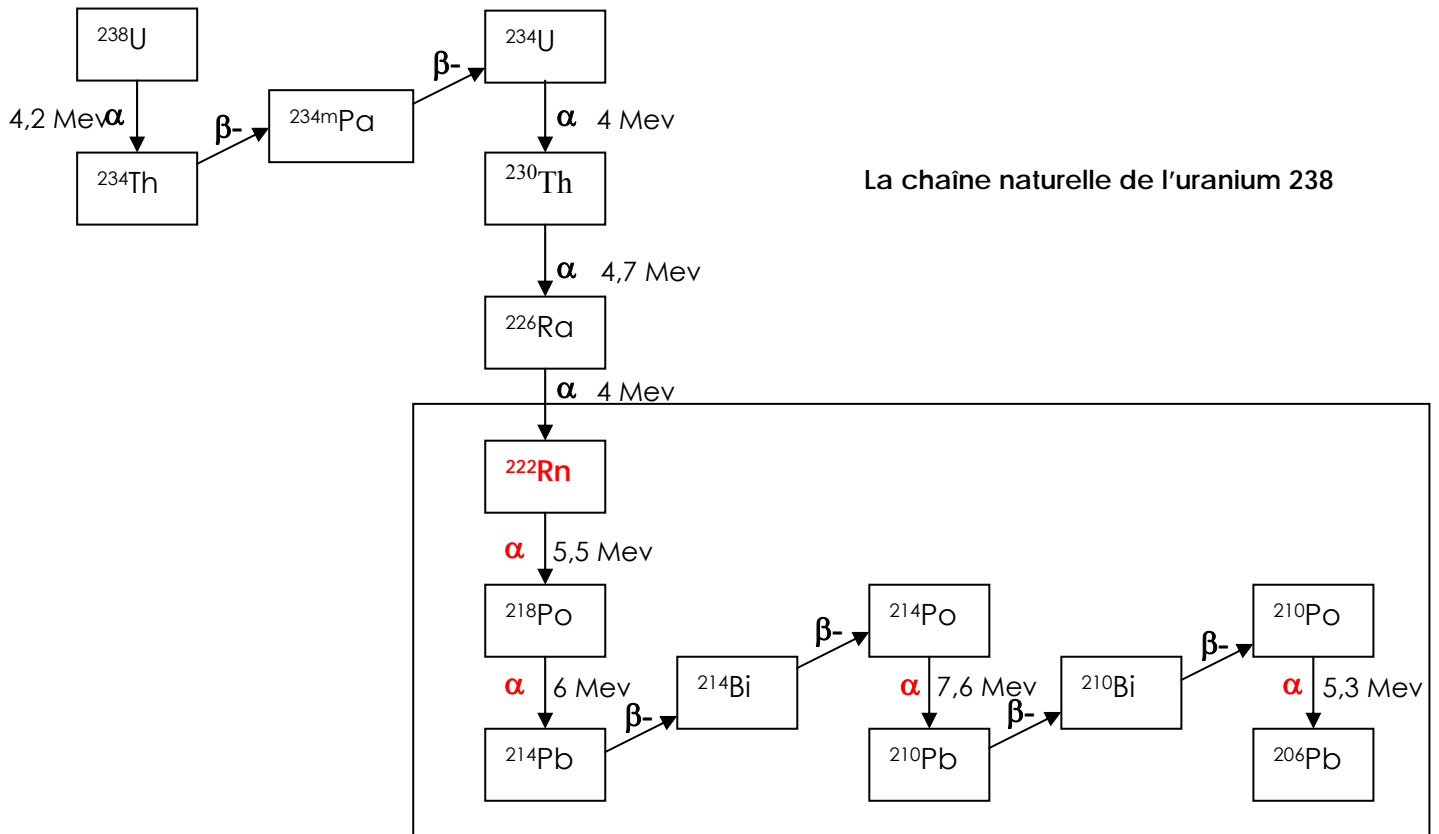 ²³⁸U
²³⁴U
β-
4,2 Mev α
β-
²³⁴ᵐPa
α 4 Mev
²³⁴Th
²³⁰Th
La chaîne naturelle de l'uranium 238
α 4,7 Mev
²²⁶Ra
α 4 Mev
²²²Rn
α 5,5 Mev
²¹⁸Po
²¹⁴Po
²¹⁰Po
β-
β-
α 6 Mev
²¹⁴Bi
α 7,6 Mev
²¹⁰Bi
α 5,3 Mev
β-
β-
²¹⁴Pb
²¹⁰Pb
²⁰⁶Pb